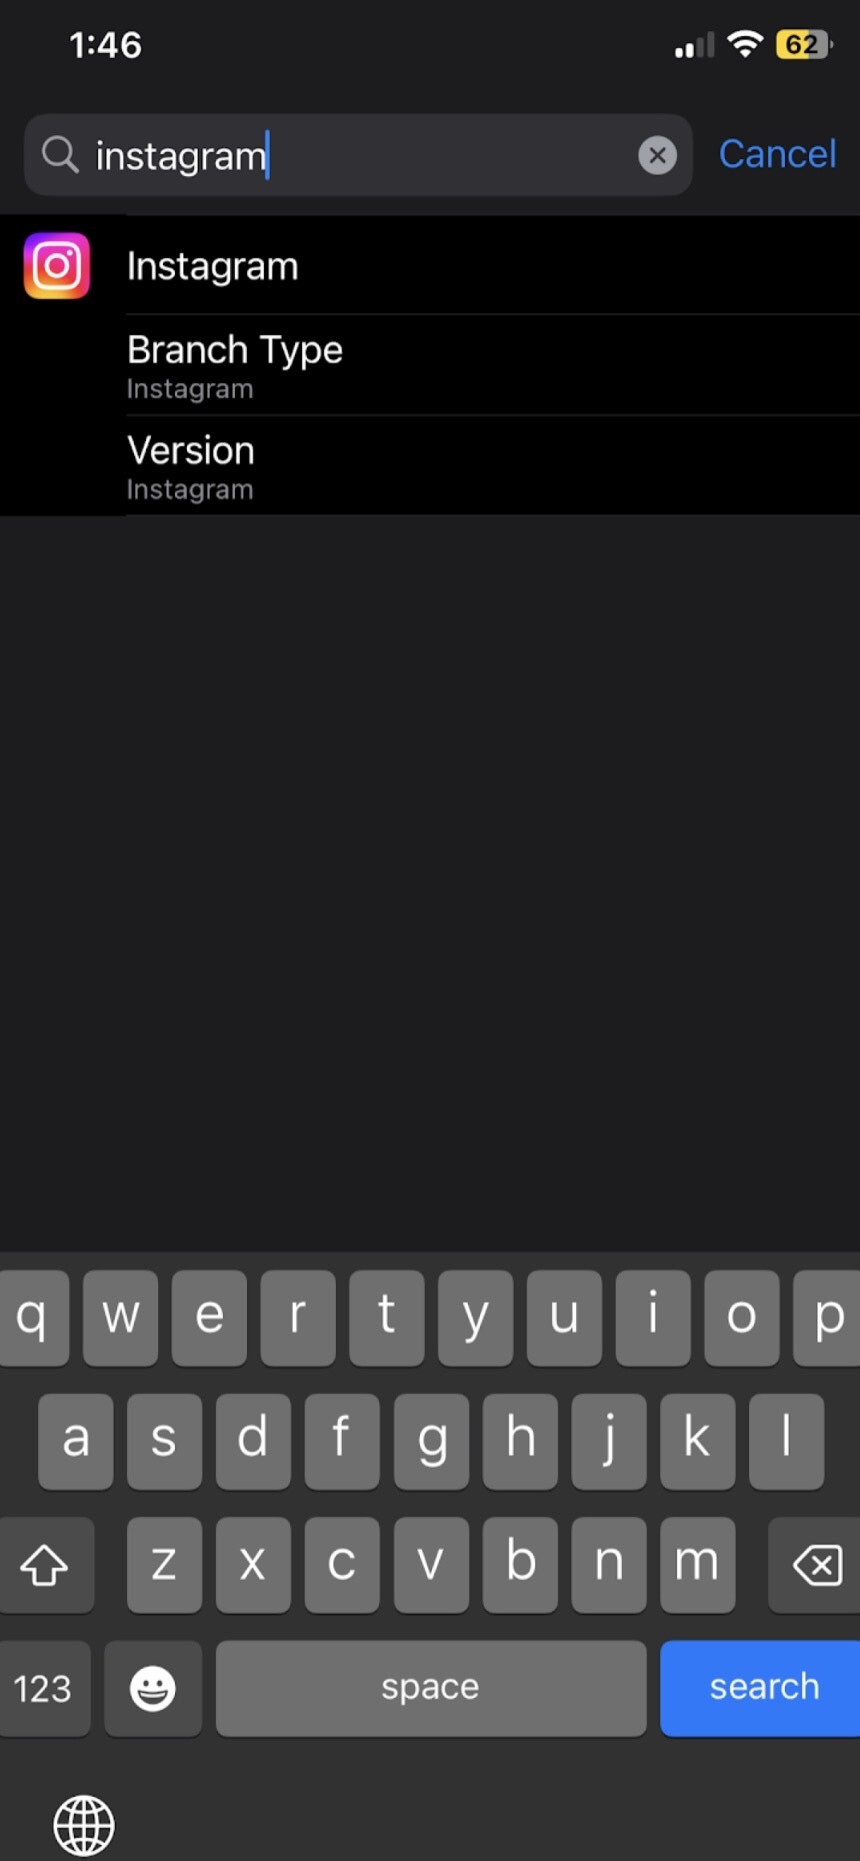 1:46
62
instagram
Cancel
Instagram
Branch Type
Instagram
Version
Instagram
q w e r t y u i o p
a s d f g h j k l
z x c v b n m
123 space search